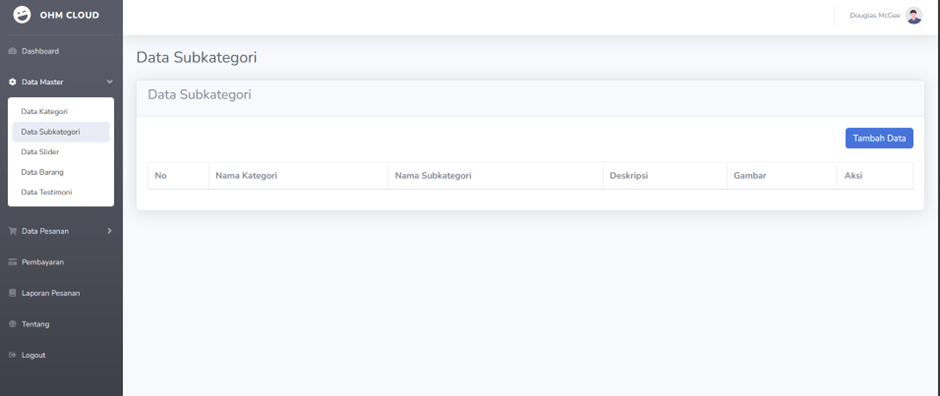 OHM CLOUD
Douglas McGee
Dashboard
Data Master
Data Kategori
Data Subkategori
Data Slider
Data Barang
Data Testimoni
Data Pesanan
Pembayaran
Laporan Pesanan
Tentang
Logout
Data Subkategori
Data Subkategori
Tambah Data
No Nama Kategori Nama Subkategori Deskripsi Gambar Aksi